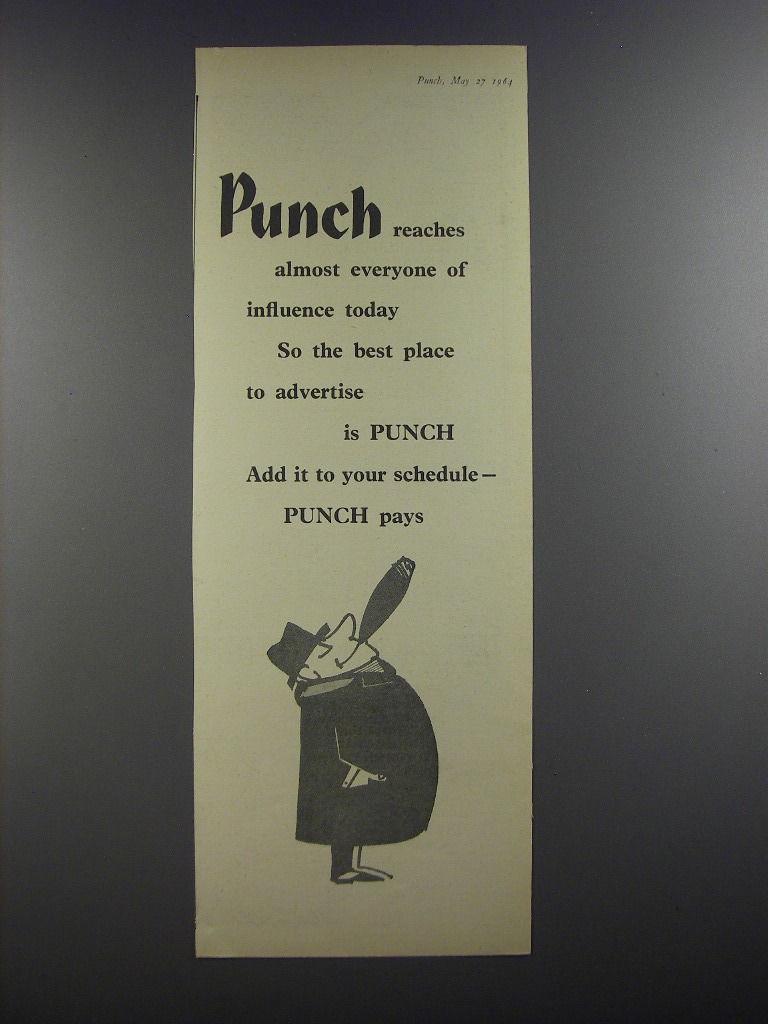 Punch, May 27 1964
Punch reaches
almost everyone of
influence today
So the best place
to advertise
is PUNCH
Add it to your schedule—
PUNCH pays